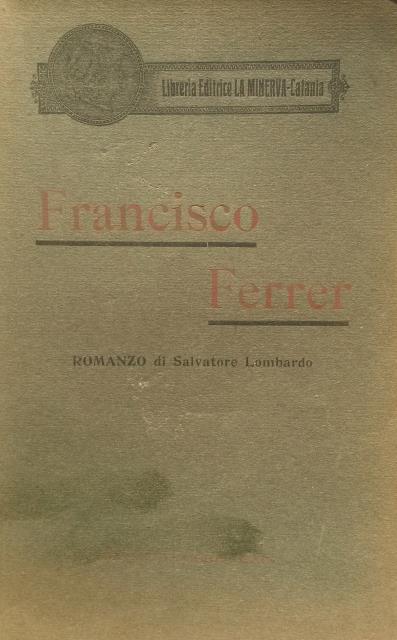 Libreria Editrice LA MINERVA-Catania
Francisco
Ferrer
ROMANZO di Salvatore Lombardo